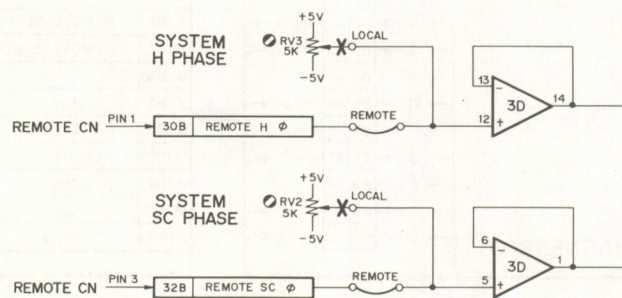 +5V
SYSTEM
H PHASE
RV3
5K
LOCAL
-5V
13
-
3D
14
12
+
REMOTE
REMOTE CN
PIN 1
30B
REMOTE H Ø
+5V
SYSTEM
SC PHASE
RV2
5K
LOCAL
-5V
6
-
3D
1
5
+
REMOTE
REMOTE CN
PIN 3
32B
REMOTE SC Ø